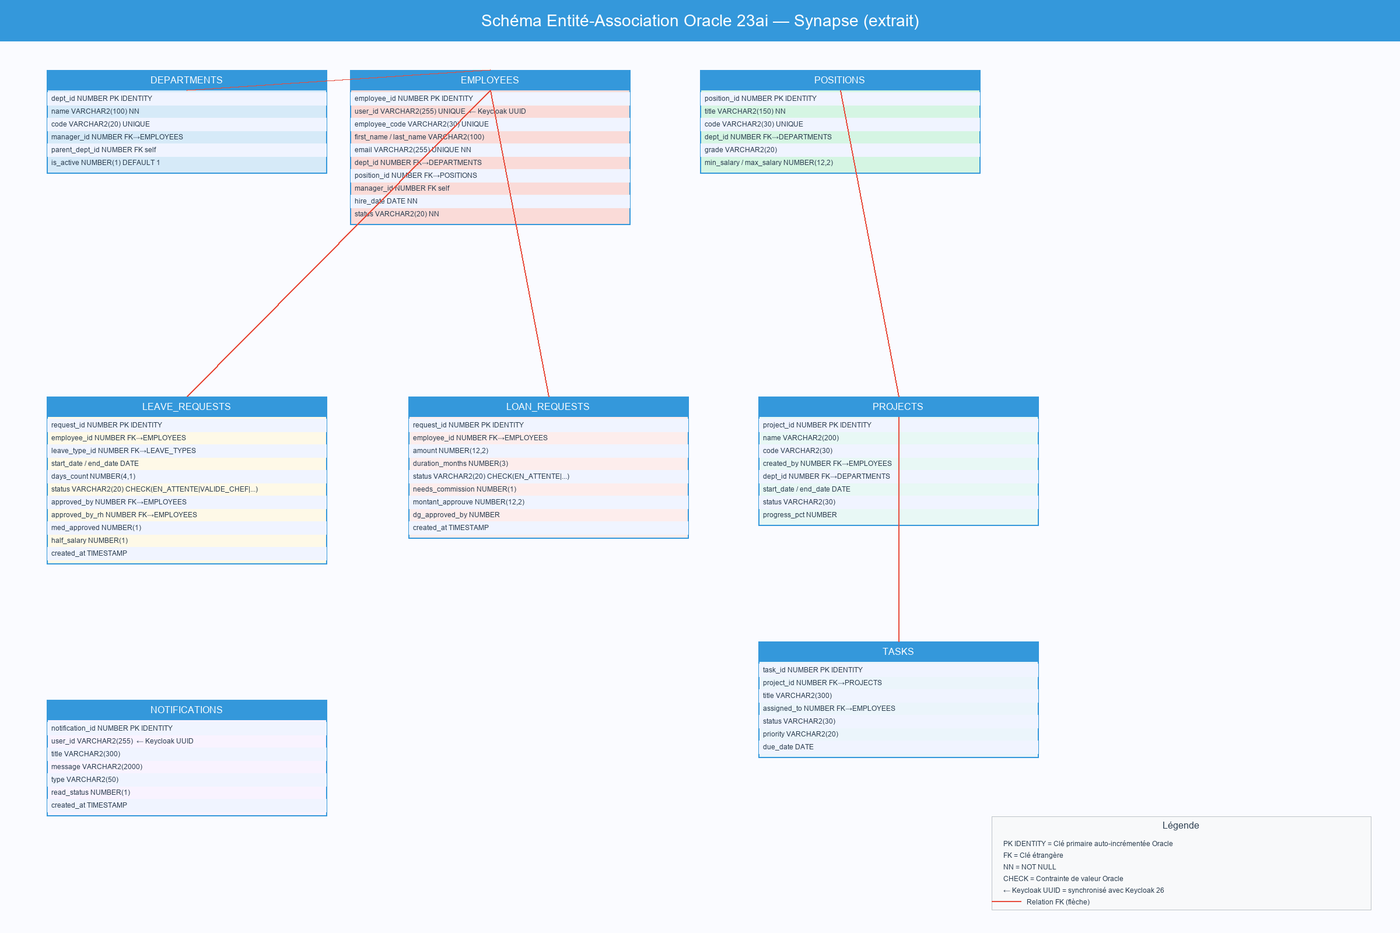 Schéma Entité-Association Oracle 23ai — Synapse (extrait)
DEPARTMENTS
dept_id NUMBER PK IDENTITY
name VARCHAR2(100) NN
code VARCHAR2(20) UNIQUE
manager_id NUMBER FK→EMPLOYEES
parent_dept_id NUMBER FK self
is_active NUMBER(1) DEFAULT 1
EMPLOYEES
employee_id NUMBER PK IDENTITY
user_id VARCHAR2(255) UNIQUE ← Keycloak UUID
employee_code VARCHAR2(30) UNIQUE
first_name / last_name VARCHAR2(100)
email VARCHAR2(255) UNIQUE NN
dept_id NUMBER FK→DEPARTMENTS
position_id NUMBER FK→POSITIONS
manager_id NUMBER FK self
hire_date DATE NN
status VARCHAR2(20) NN
POSITIONS
position_id NUMBER PK IDENTITY
title VARCHAR2(150) NN
code VARCHAR2(30) UNIQUE
dept_id NUMBER FK→DEPARTMENTS
grade VARCHAR2(20)
min_salary / max_salary NUMBER(12,2)
LEAVE_REQUESTS
request_id NUMBER PK IDENTITY
employee_id NUMBER FK→EMPLOYEES
leave_type_id NUMBER FK→LEAVE_TYPES
start_date / end_date DATE
days_count NUMBER(4,1)
status VARCHAR2(20) CHECK(EN_ATTENTE|VALIDE_CHEF|...)
approved_by NUMBER FK→EMPLOYEES
approved_by_rh NUMBER FK→EMPLOYEES
med_approved NUMBER(1)
half_salary NUMBER(1)
created_at TIMESTAMP
LOAN_REQUESTS
request_id NUMBER PK IDENTITY
employee_id NUMBER FK→EMPLOYEES
amount NUMBER(12,2)
duration_months NUMBER(3)
status VARCHAR2(20) CHECK(EN_ATTENTE|...)
needs_commission NUMBER(1)
montant_approuve NUMBER(12,2)
dg_approved_by NUMBER
created_at TIMESTAMP
PROJECTS
project_id NUMBER PK IDENTITY
name VARCHAR2(200)
code VARCHAR2(30)
created_by NUMBER FK→EMPLOYEES
dept_id NUMBER FK→DEPARTMENTS
start_date / end_date DATE
status VARCHAR2(30)
progress_pct NUMBER
TASKS
task_id NUMBER PK IDENTITY
project_id NUMBER FK→PROJECTS
title VARCHAR2(300)
assigned_to NUMBER FK→EMPLOYEES
status VARCHAR2(30)
priority VARCHAR2(20)
due_date DATE
NOTIFICATIONS
notification_id NUMBER PK IDENTITY
user_id VARCHAR2(255) ← Keycloak UUID
title VARCHAR2(300)
message VARCHAR2(2000)
type VARCHAR2(50)
read_status NUMBER(1)
created_at TIMESTAMP
Légende
PK IDENTITY = Clé primaire auto-incrémentée Oracle
FK = Clé étrangère
NN = NOT NULL
CHECK = Contrainte de valeur Oracle
← Keycloak UUID = synchronisé avec Keycloak 26
Relation FK (flèche)